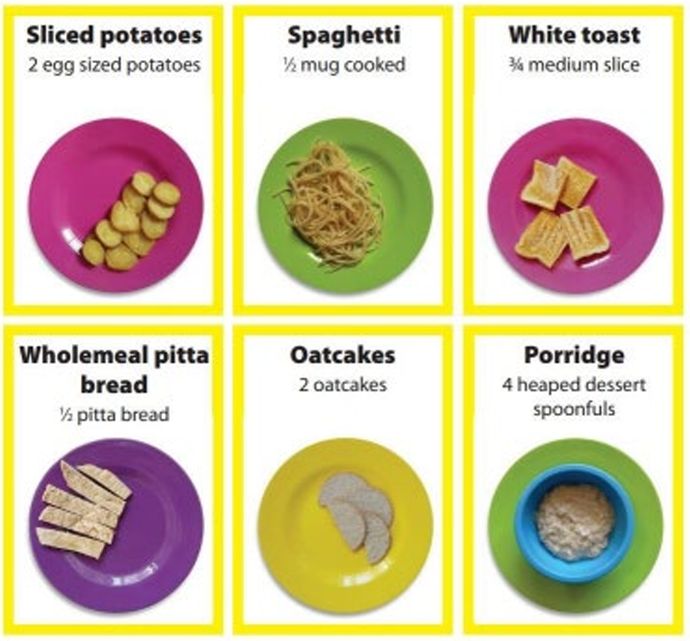 Sliced potatoes
2 egg sized potatoes
Spaghetti
½ mug cooked
White toast
¾ medium slice
Wholemeal pitta
bread
½ pitta bread
Oatcakes
2 oatcakes
Porridge
4 heaped dessert
spoonfuls